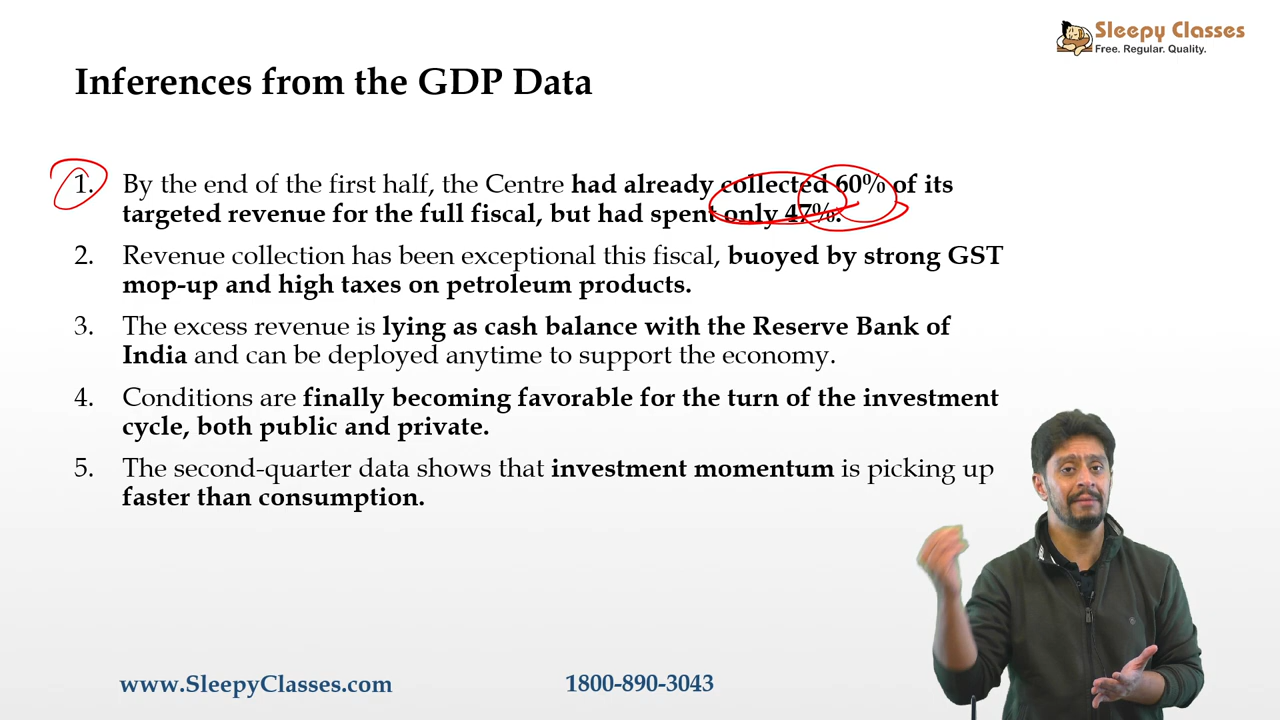 Sleepy Classes
Free. Regular. Quality.
Inferences from the GDP Data
1. By the end of the first half, the Centre had already collected 60% of its
targeted revenue for the full fiscal, but had spent only 47%.
2. Revenue collection has been exceptional this fiscal, buoyed by strong GST
mop-up and high taxes on petroleum products.
3. The excess revenue is lying as cash balance with the Reserve Bank of
India and can be deployed anytime to support the economy.
4. Conditions are finally becoming favorable for the turn of the investment
cycle, both public and private.
5. The second-quarter data shows that investment momentum is picking up
faster than consumption.
www.SleepyClasses.com
1800-890-3043